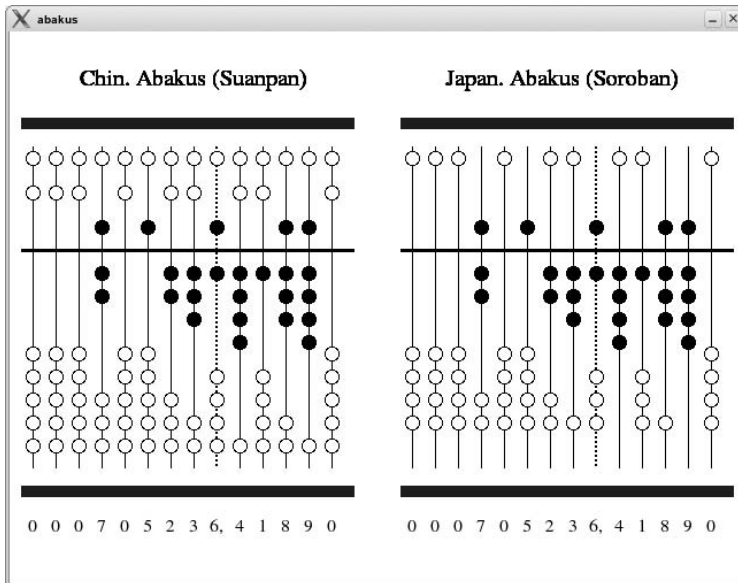 abakus
Chin. Abakus (Suanpan)
Japan. Abakus (Soroban)
0 0 0 7 0 5 2 3 6, 4 1 8 9 0
0 0 0 7 0 5 2 3 6, 4 1 8 9 0